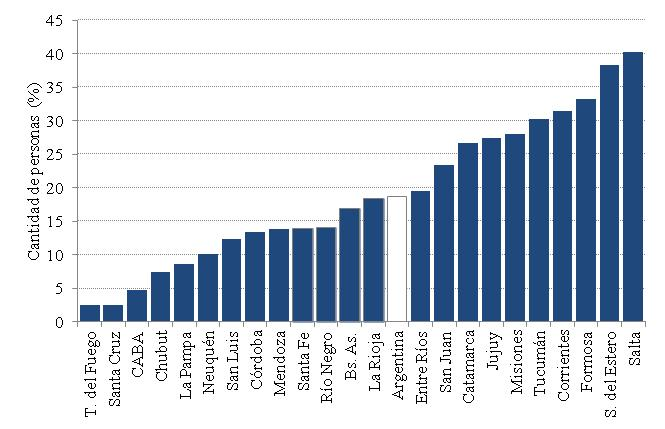 45
40
35
30
25
20
15
10
5
0
Cantidad de personas (%)
T. del Fuego
Santa Cruz
CABA
Chubut
La Pampa
Neuquén
San Luis
Córdoba
Mendoza
Santa Fe
Río Negro
Bs. As.
La Rioja
Argentina
Entre Ríos
San Juan
Catamarca
Jujuy
Misiones
Tucumán
Corrientes
Formosa
S. del Estero
Salta